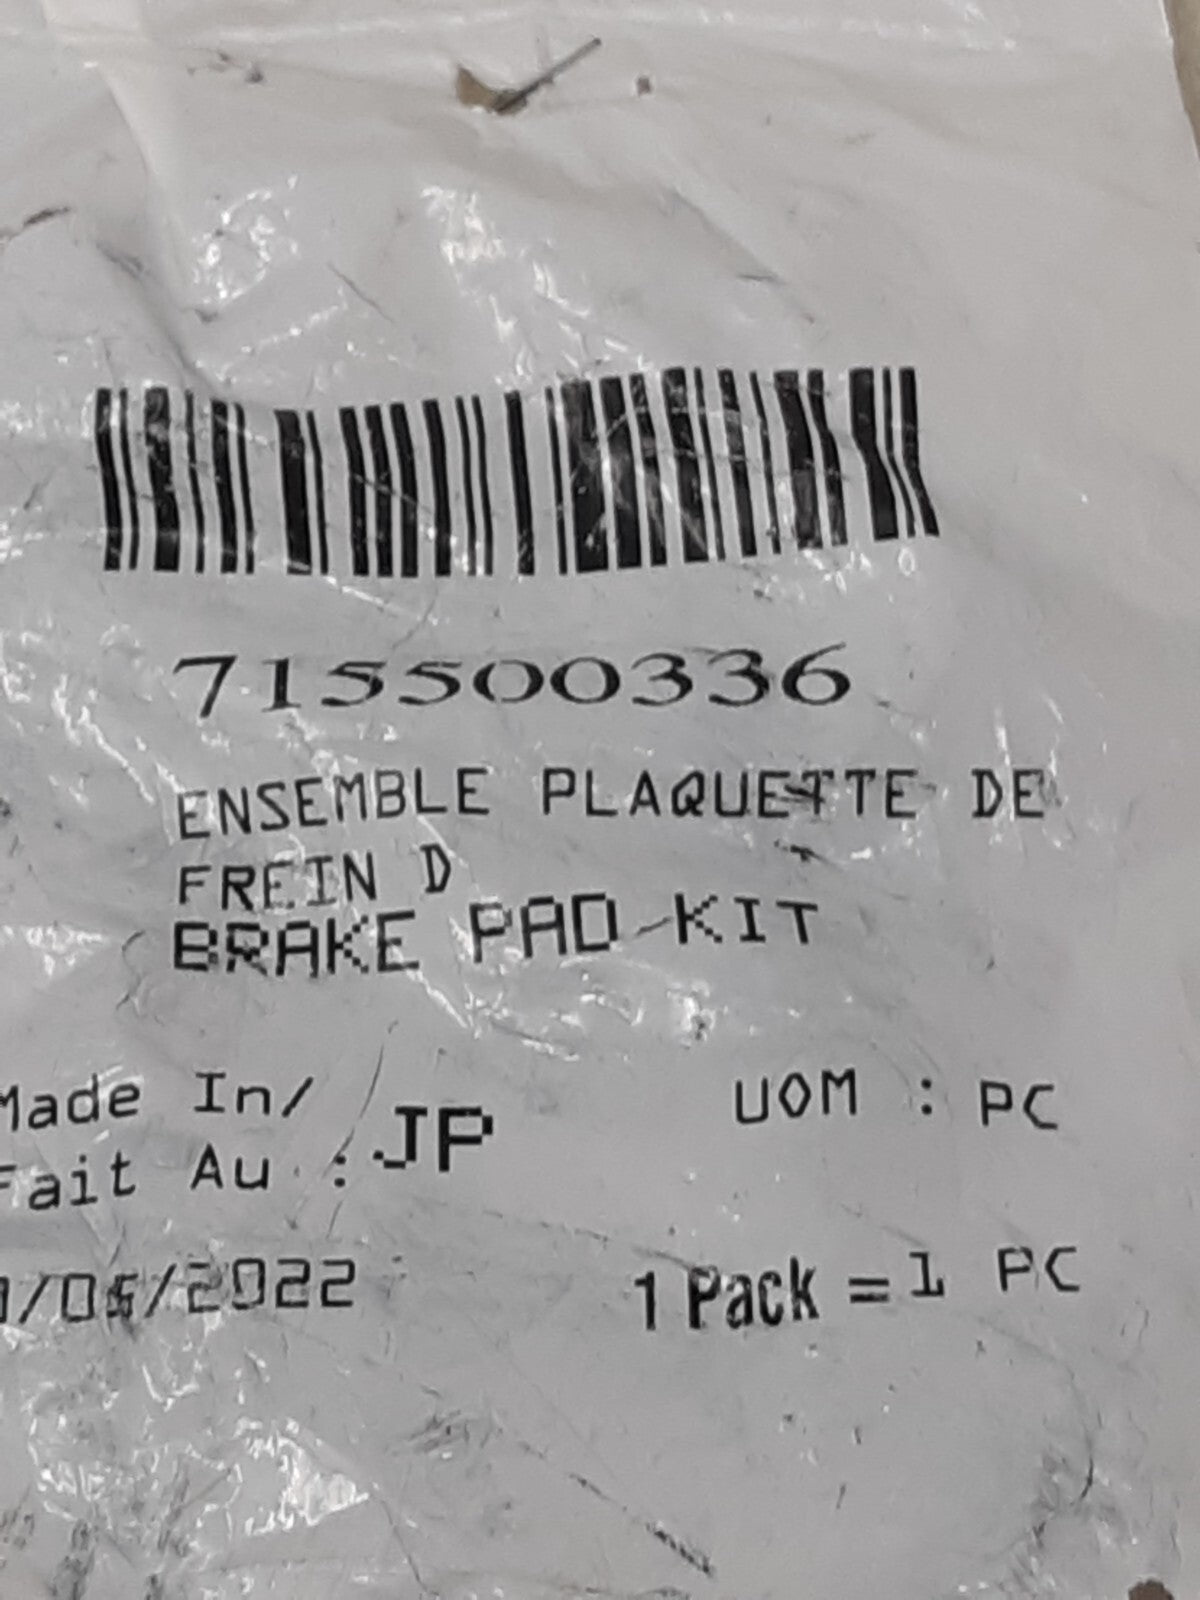 715500336
ENSEMBLE PLAQUETTE DE
FREIN D
BRAKE PAD KIT
Made In/
Fait Au : JP
UOM : PC
/2022
1 Pack = 1 PC